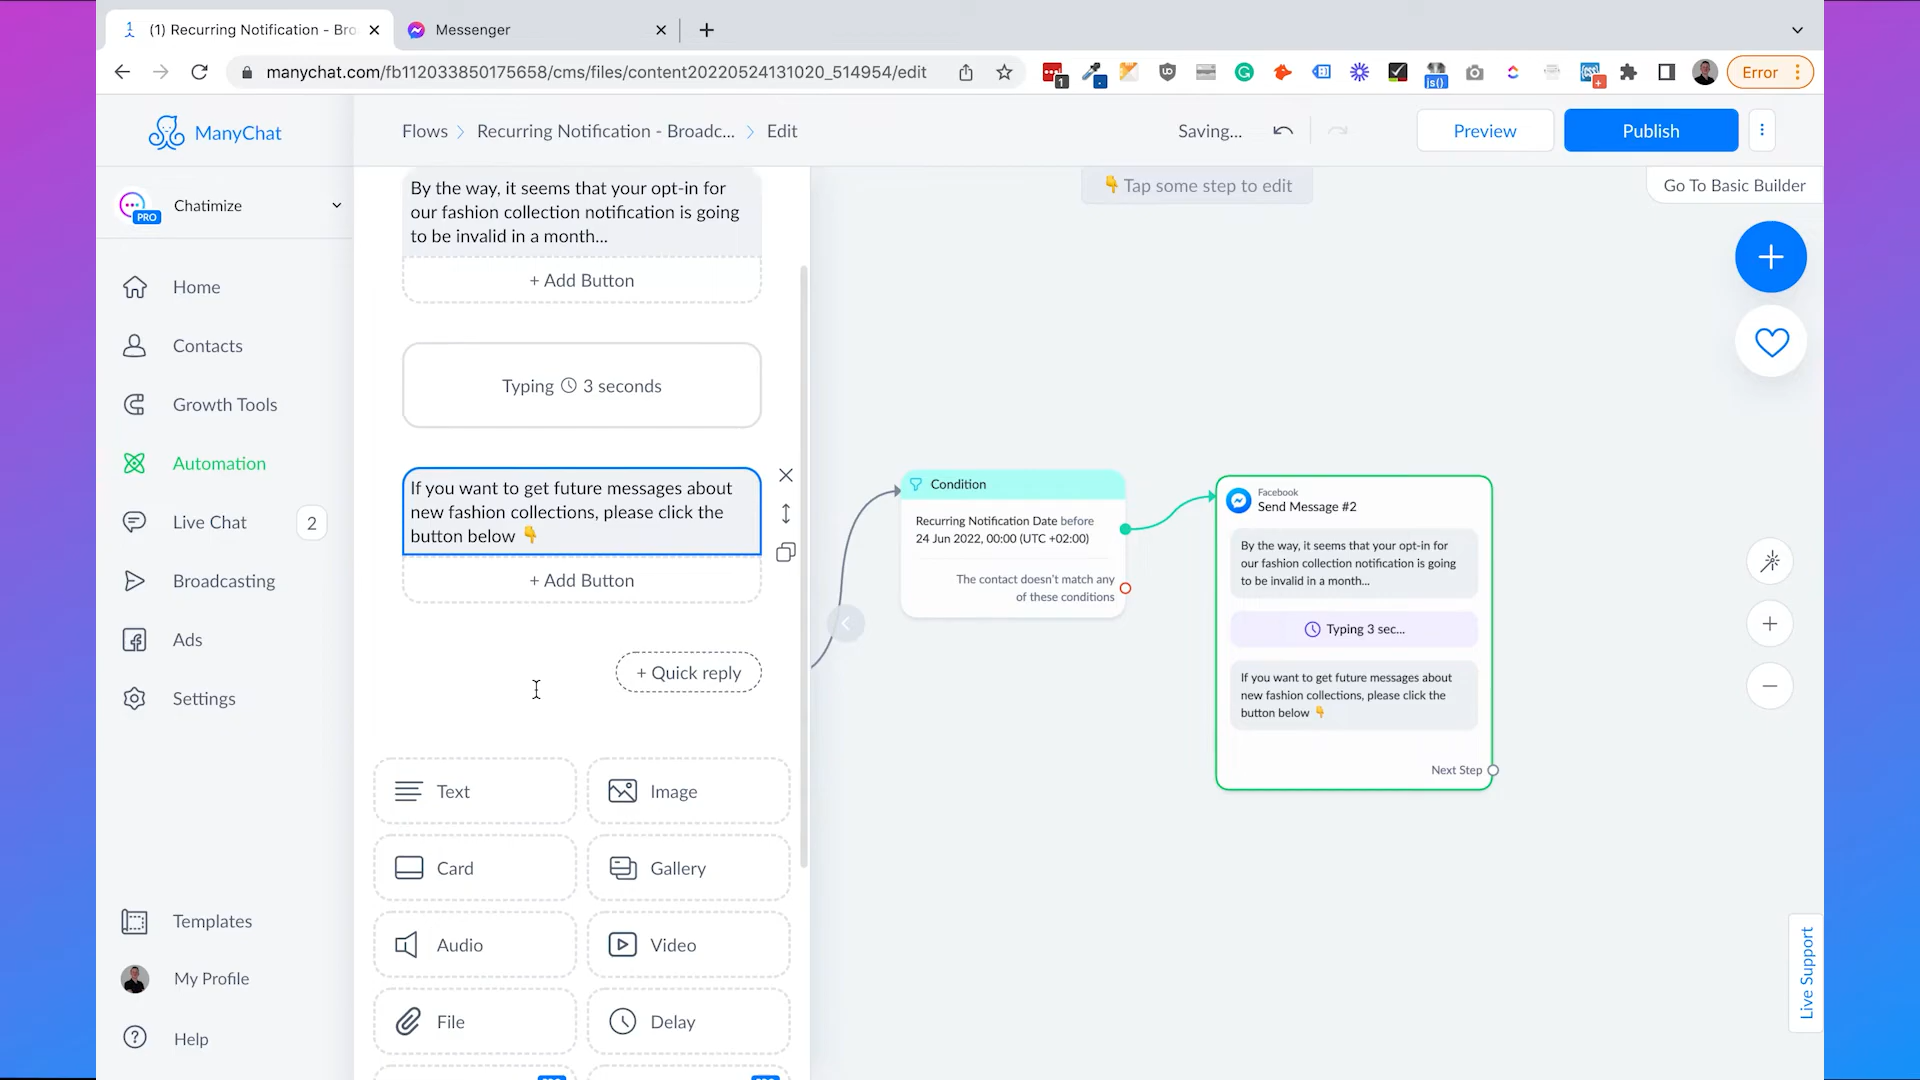 (1) Recurring Notification - Bro
Messenger
manychat.com/fb112033850175658/cms/files/content20220524131020_514954/edit
1
js()
Error
ManyChat
Flows
Recurring Notification - Broadc...
Edit
Saving...
Preview
Publish
PRO
Chatimize
Home
Contacts
Growth Tools
Automation
Live Chat
2
Broadcasting
Ads
Settings
Templates
My Profile
Help
By the way, it seems that your opt-in for
our fashion collection notification is going
to be invalid in a month...
+ Add Button
Typing 3 seconds
If you want to get future messages about
new fashion collections, please click the
button below 👇
+ Add Button
+ Quick reply
Text
Image
Card
Gallery
Audio
Video
File
Delay
👇 Tap some step to edit
Go To Basic Builder
Condition
Recurring Notification Date before
24 Jun 2022, 00:00 (UTC +02:00)
The contact doesn't match any
of these conditions
Facebook
Send Message #2
By the way, it seems that your opt-in for
our fashion collection notification is going
to be invalid in a month...
Typing 3 sec...
If you want to get future messages about
new fashion collections, please click the
button below 👇
Next Step
Live Support